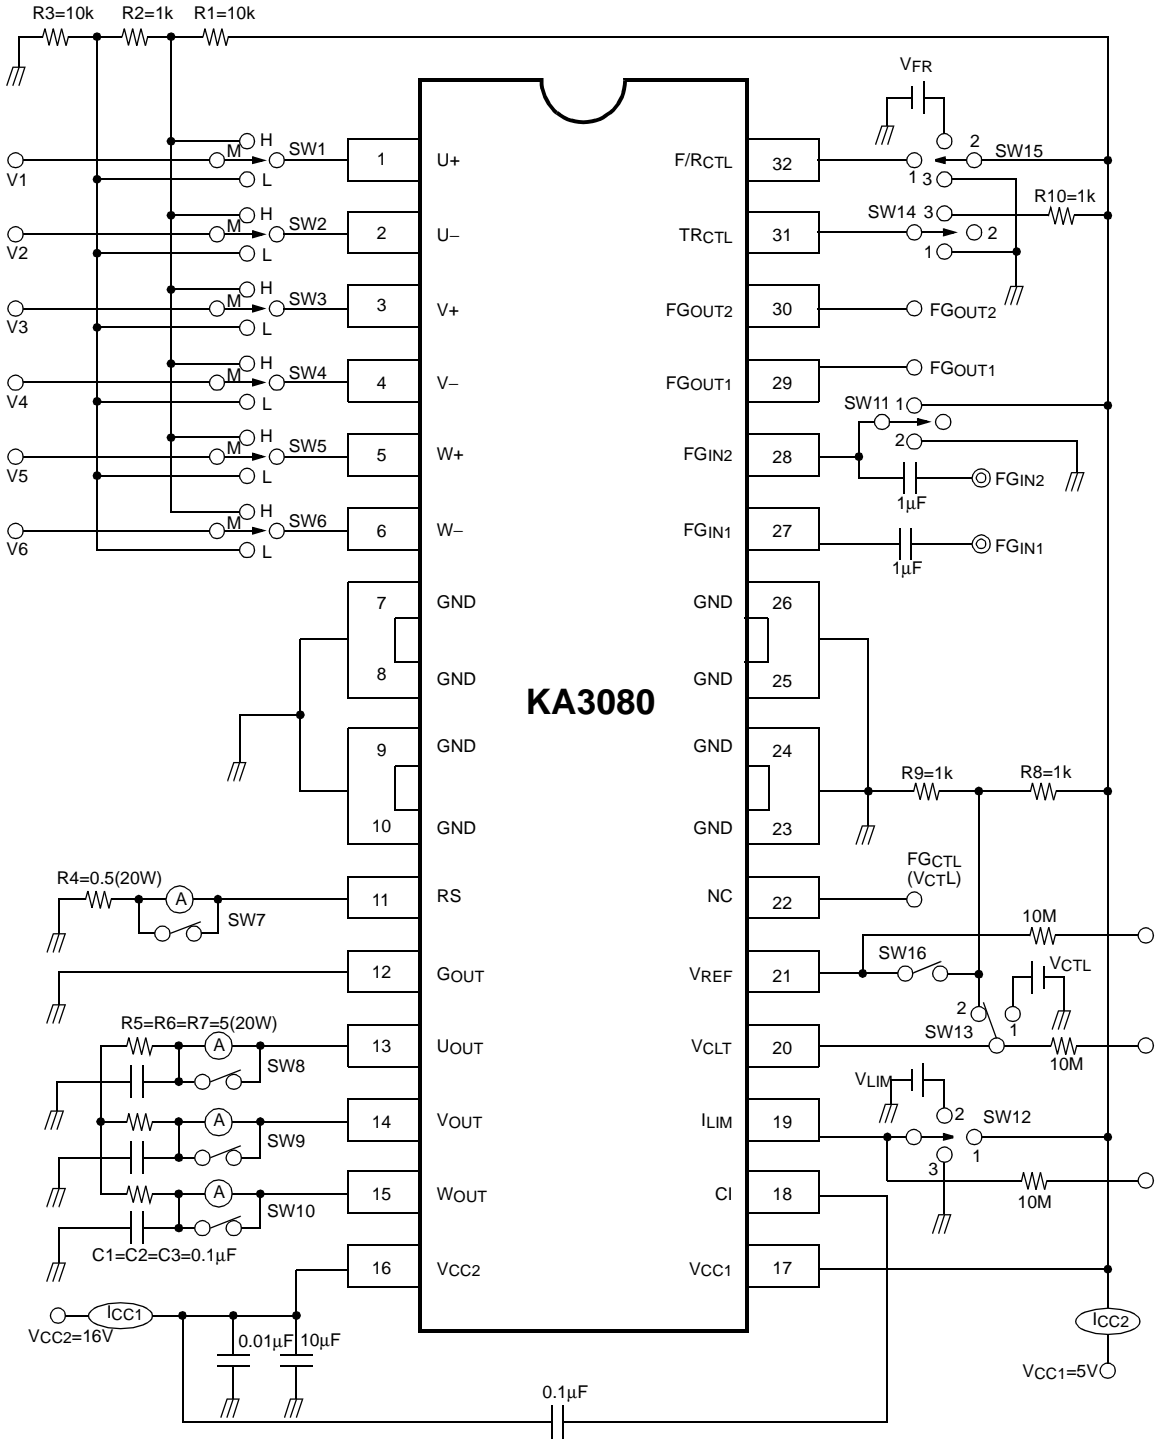 R3=10k R2=1k R1=10k
VFR
H
M SW1
V1
L
1 U+
F/RCTL 32
2
SW15
1 3
R10=1k
H
M SW2
V2
L
2 U−
TRCTL 31
SW14 3
2
1
H
M SW3
V3
L
3 V+
FGOUT2 30
FGOUT2
H
M SW4
V4
L
4 V−
FGOUT1 29
FGOUT1
SW11 1
2
H
M SW5
V5
L
5 W+
FGIN2 28
FGIN2
1µF
H
M SW6
V6
L
6 W−
FGIN1 27
FGIN1
1µF
7 GND
GND 26
8 GND
GND 25
KA3080
9 GND
GND 24
R9=1k R8=1k
10 GND
GND 23
FGCTL
(VCTL)
R4=0.5(20W)
A
SW7
11 RS
NC 22
10M
12 GOUT
VREF 21
SW16
VCTL
2
1
SW13
R5=R6=R7=5(20W)
A
SW8
13 UOUT
VCLT 20
10M
VLIM
2 SW12
1
3
A
SW9
14 VOUT
ILIM 19
10M
A
SW10
15 WOUT
CI 18
C1=C2=C3=0.1µF
16 VCC2
VCC1 17
ICC1
VCC2=16V
0.01µF 10µF
ICC2
VCC1=5V
0.1µF